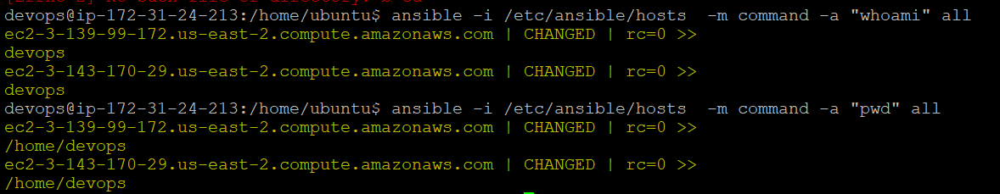 devops@ip-172-31-24-213:/home/ubuntu$ ansible -i /etc/ansible/hosts  -m command -a "whoami" all
ec2-3-139-99-172.us-east-2.compute.amazonaws.com | CHANGED | rc=0 >>
devops
ec2-3-143-170-29.us-east-2.compute.amazonaws.com | CHANGED | rc=0 >>
devops
devops@ip-172-31-24-213:/home/ubuntu$ ansible -i /etc/ansible/hosts  -m command -a "pwd" all
ec2-3-139-99-172.us-east-2.compute.amazonaws.com | CHANGED | rc=0 >>
/home/devops
ec2-3-143-170-29.us-east-2.compute.amazonaws.com | CHANGED | rc=0 >>
/home/devops